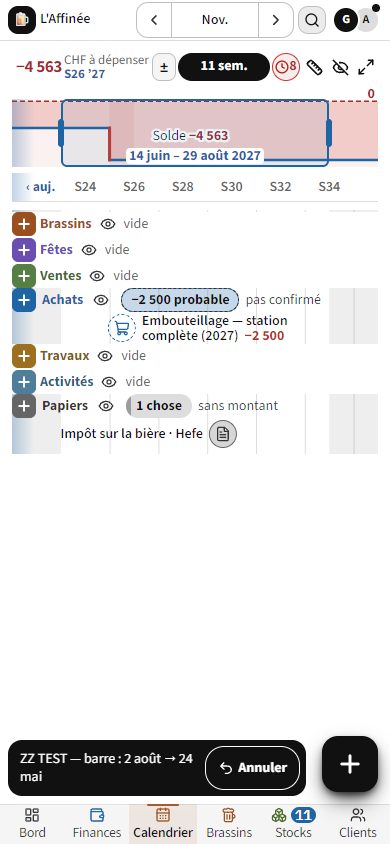 L'Affinée
Nov.
G
A
−4 563 CHF à dépenser
S26 ’27
±
11 sem.
8
0
Solde −4 563
14 juin – 29 août 2027
‹ auj. S24 S26 S28 S30 S32 S34
Brassins vide
Fêtes vide
Ventes vide
Achats −2 500 probable pas confirmé
Embouteillage — station
complète (2027) −2 500
Travaux vide
Activités vide
Papiers 1 chose sans montant
Impôt sur la bière · Hefe
ZZ TEST — barre : 2 août → 24
mai
Annuler
Bord Finances Calendrier Brassins Stocks 11 Clients